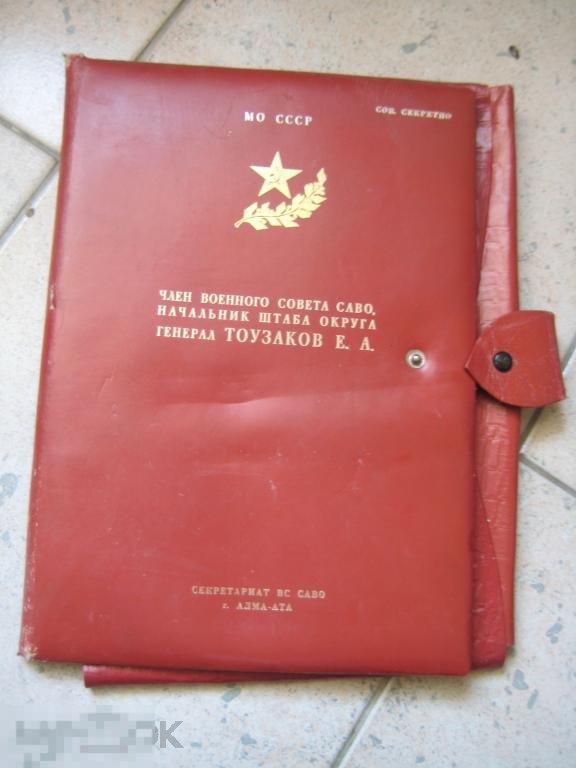 МО СССР
СОВ. СЕКРЕТНО
ЧЛЕН ВОЕННОГО СОВЕТА САВО,
НАЧАЛЬНИК ШТАБА ОКРУГА
ГЕНЕРАЛ ТОУЗАКОВ Е. А.
СЕКРЕТАРИАТ ВС САВО
г. АЛМА-АТА